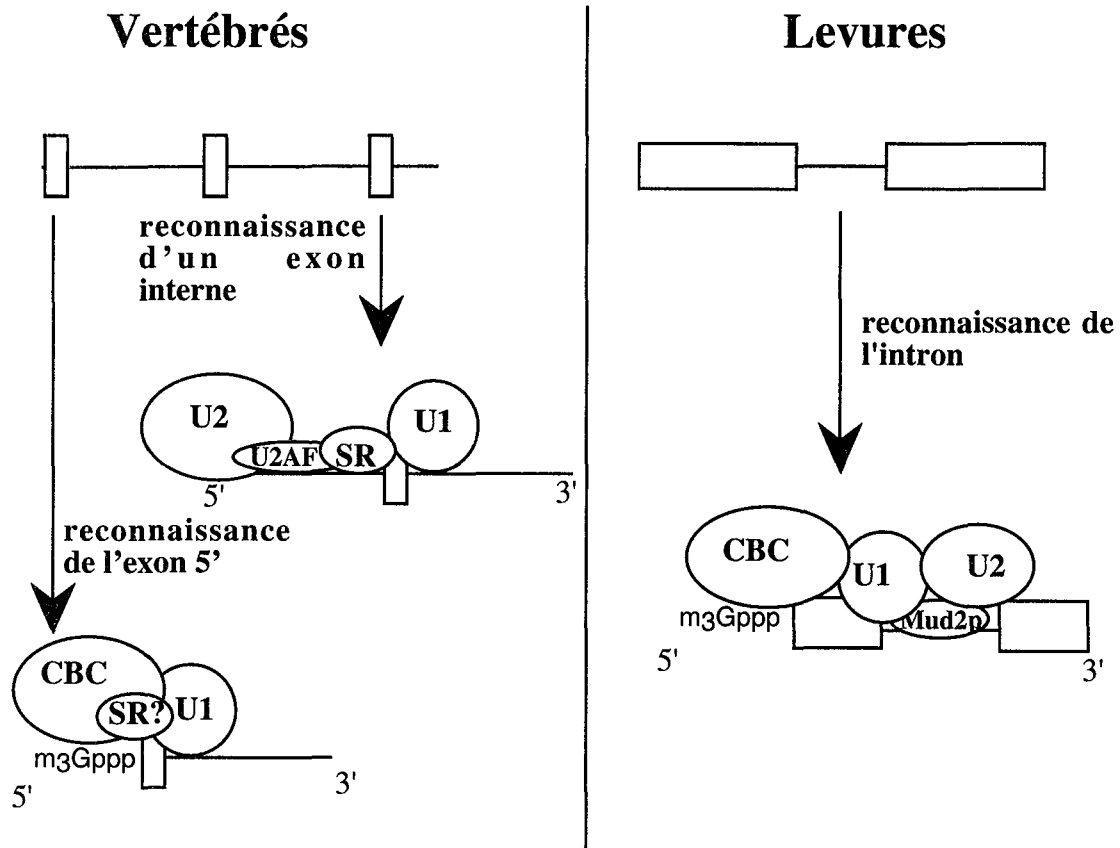 Vertébrés
reconnaissance
d'un exon
interne
U2
U2AF
SR
U1
5'
3'
reconnaissance
de l'exon 5'
CBC
SR?
U1
m3Gppp
5'
3'
Levures
reconnaissance de
l'intron
CBC
U1
U2
Mud2p
m3Gppp
5'
3'